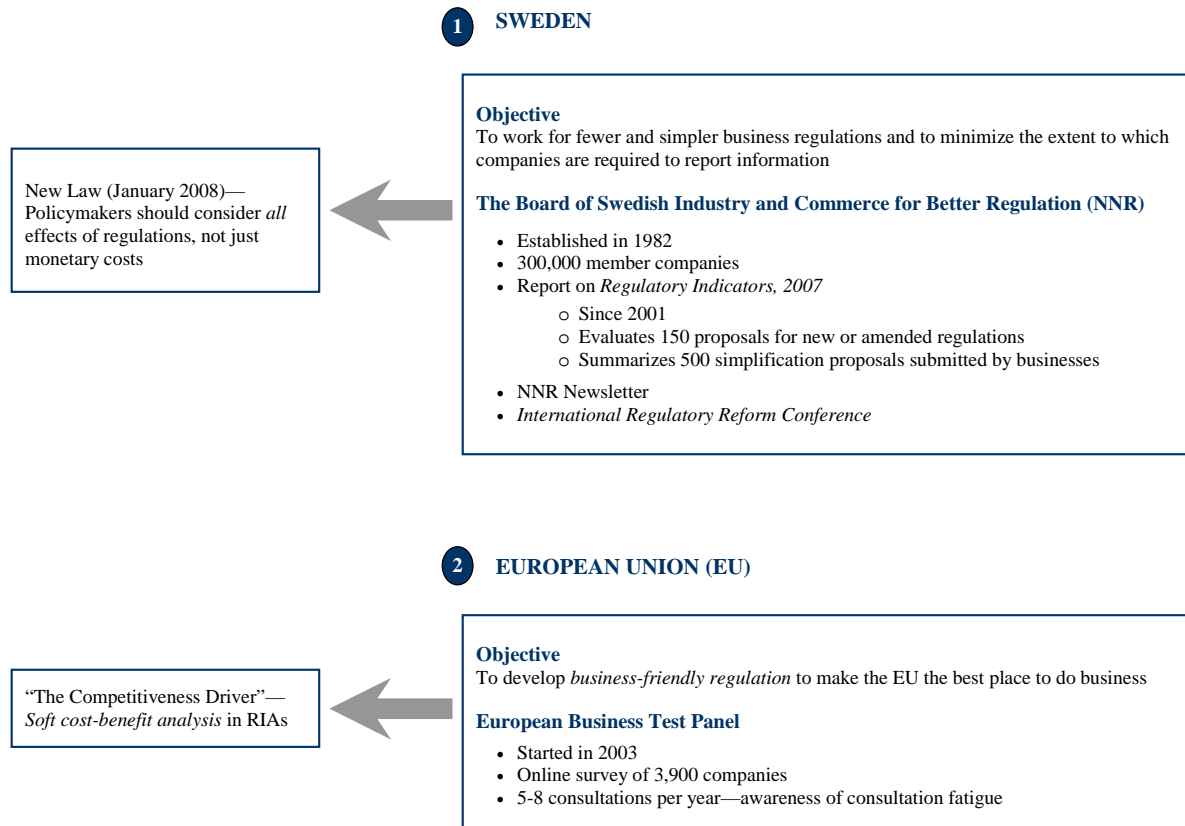 1 SWEDEN
Objective
To work for fewer and simpler business regulations and to minimize the extent to which
companies are required to report information
The Board of Swedish Industry and Commerce for Better Regulation (NNR)
• Established in 1982
• 300,000 member companies
• Report on Regulatory Indicators, 2007
o Since 2001
o Evaluates 150 proposals for new or amended regulations
o Summarizes 500 simplification proposals submitted by businesses
• NNR Newsletter
• International Regulatory Reform Conference
New Law (January 2008)—
Policymakers should consider all
effects of regulations, not just
monetary costs
2 EUROPEAN UNION (EU)
Objective
To develop business-friendly regulation to make the EU the best place to do business
European Business Test Panel
• Started in 2003
• Online survey of 3,900 companies
• 5-8 consultations per year—awareness of consultation fatigue
“The Competitiveness Driver”—
Soft cost-benefit analysis in RIAs